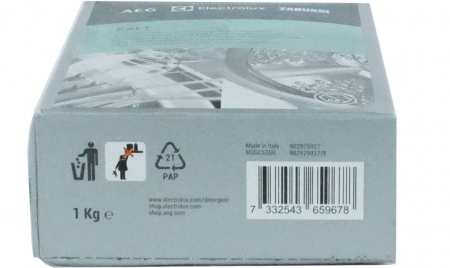 AEG Electrolux ZANUSSI
SALT
21
PAP
1 Kg e
www.electrolux.com/detergent
shop.electrolux.com
shop.aeg.com
Made in Italy 902979927
M3GCS200 902979927/B
7 332543 659678